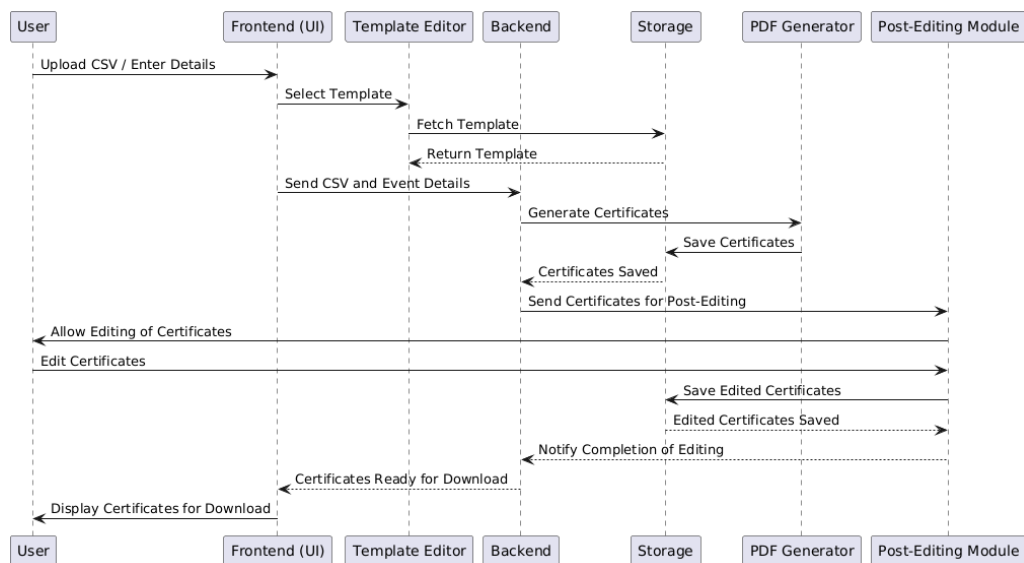 User Frontend (UI) Template Editor Backend Storage PDF Generator Post-Editing Module
Upload CSV / Enter Details
Select Template
Fetch Template
Return Template
Send CSV and Event Details
Generate Certificates
Save Certificates
Certificates Saved
Send Certificates for Post-Editing
Allow Editing of Certificates
Edit Certificates
Save Edited Certificates
Edited Certificates Saved
Notify Completion of Editing
Certificates Ready for Download
Display Certificates for Download
User Frontend (UI) Template Editor Backend Storage PDF Generator Post-Editing Module